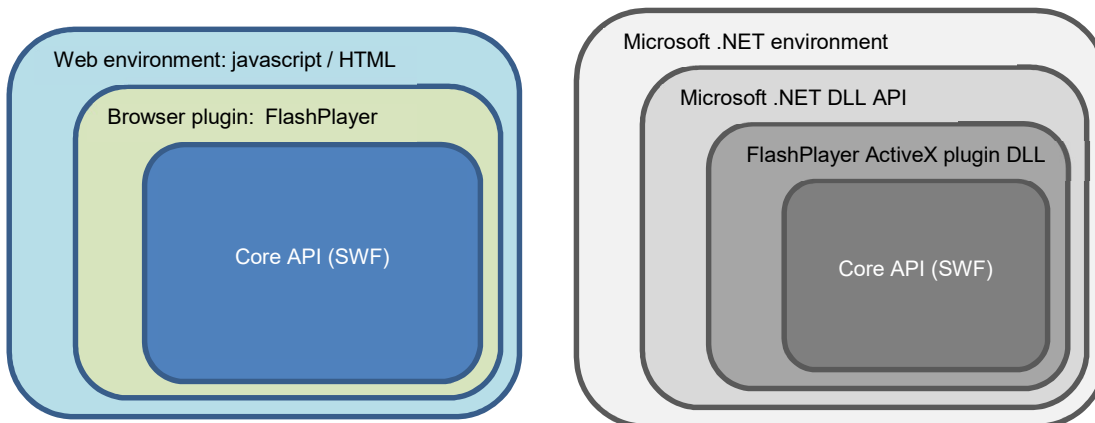 Web environment: javascript / HTML
Browser plugin:  FlashPlayer
Core API (SWF)
Microsoft .NET environment
Microsoft .NET DLL API
FlashPlayer ActiveX plugin DLL
Core API (SWF)